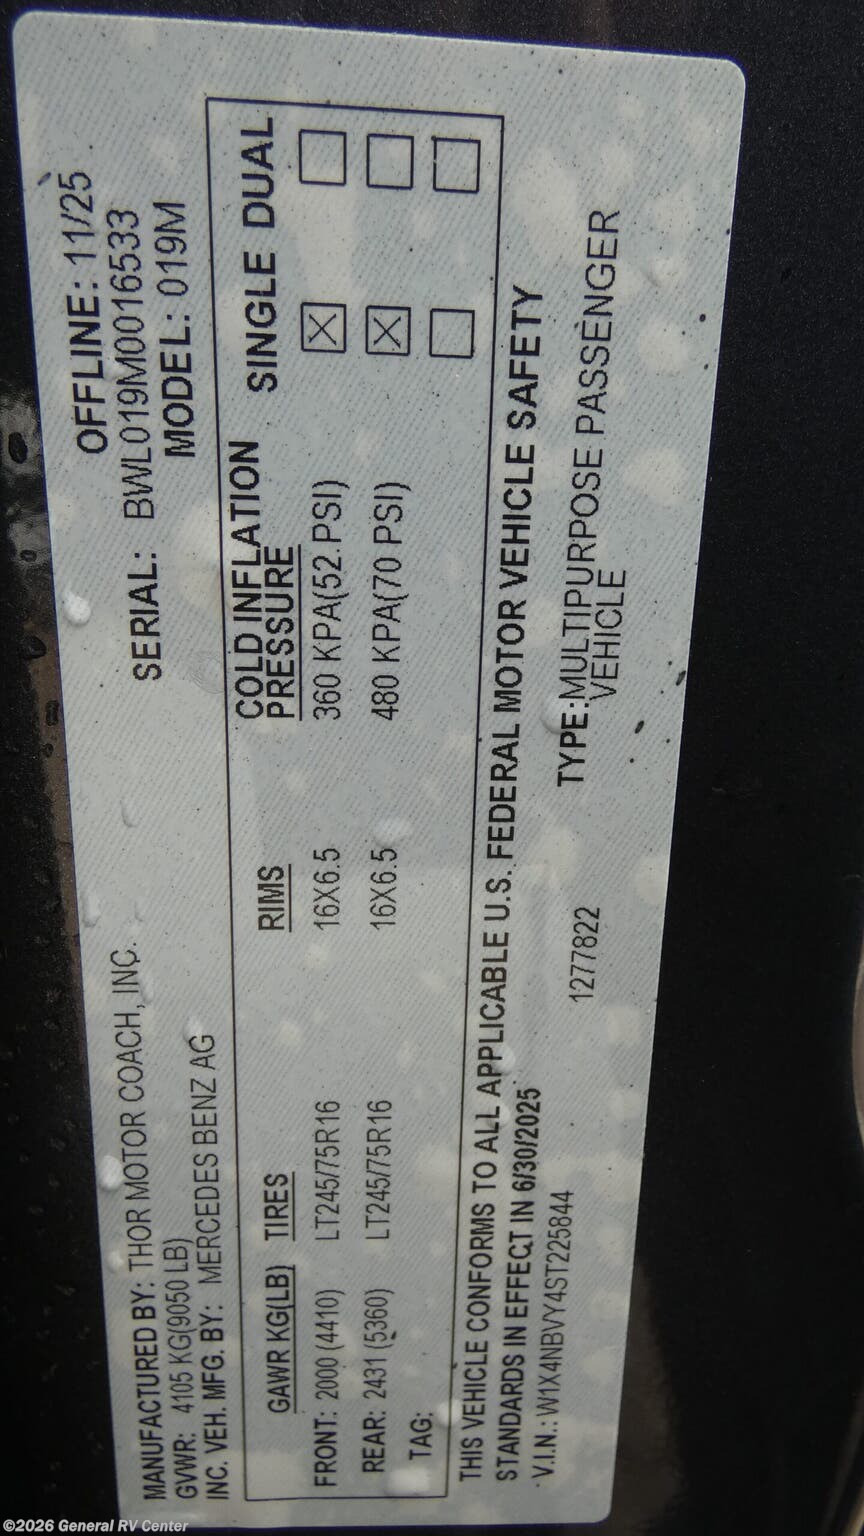 MANUFACTURED BY: THOR MOTOR COACH, INC. OFFLINE: 11/25
GVWR: 4105 KG(9050 LB) SERIAL: BWL019M0016533
INC. VEH. MFG. BY: MERCEDES BENZ AG MODEL: 019M
GAWR KG(LB) TIRES RIMS COLD INFLATION PRESSURE SINGLE DUAL
FRONT: 2000 (4410) LT245/75R16 16X6.5 360 KPA(52 PSI)
REAR: 2431 (5360) LT245/75R16 16X6.5 480 KPA(70 PSI)
TAG:
THIS VEHICLE CONFORMS TO ALL APPLICABLE U.S. FEDERAL MOTOR VEHICLE SAFETY
STANDARDS IN EFFECT IN 6/30/2025
V.I.N.: W1X4NBVY4ST225844 1277822 TYPE: MULTIPURPOSE PASSENGER
VEHICLE
©2026 General RV Center